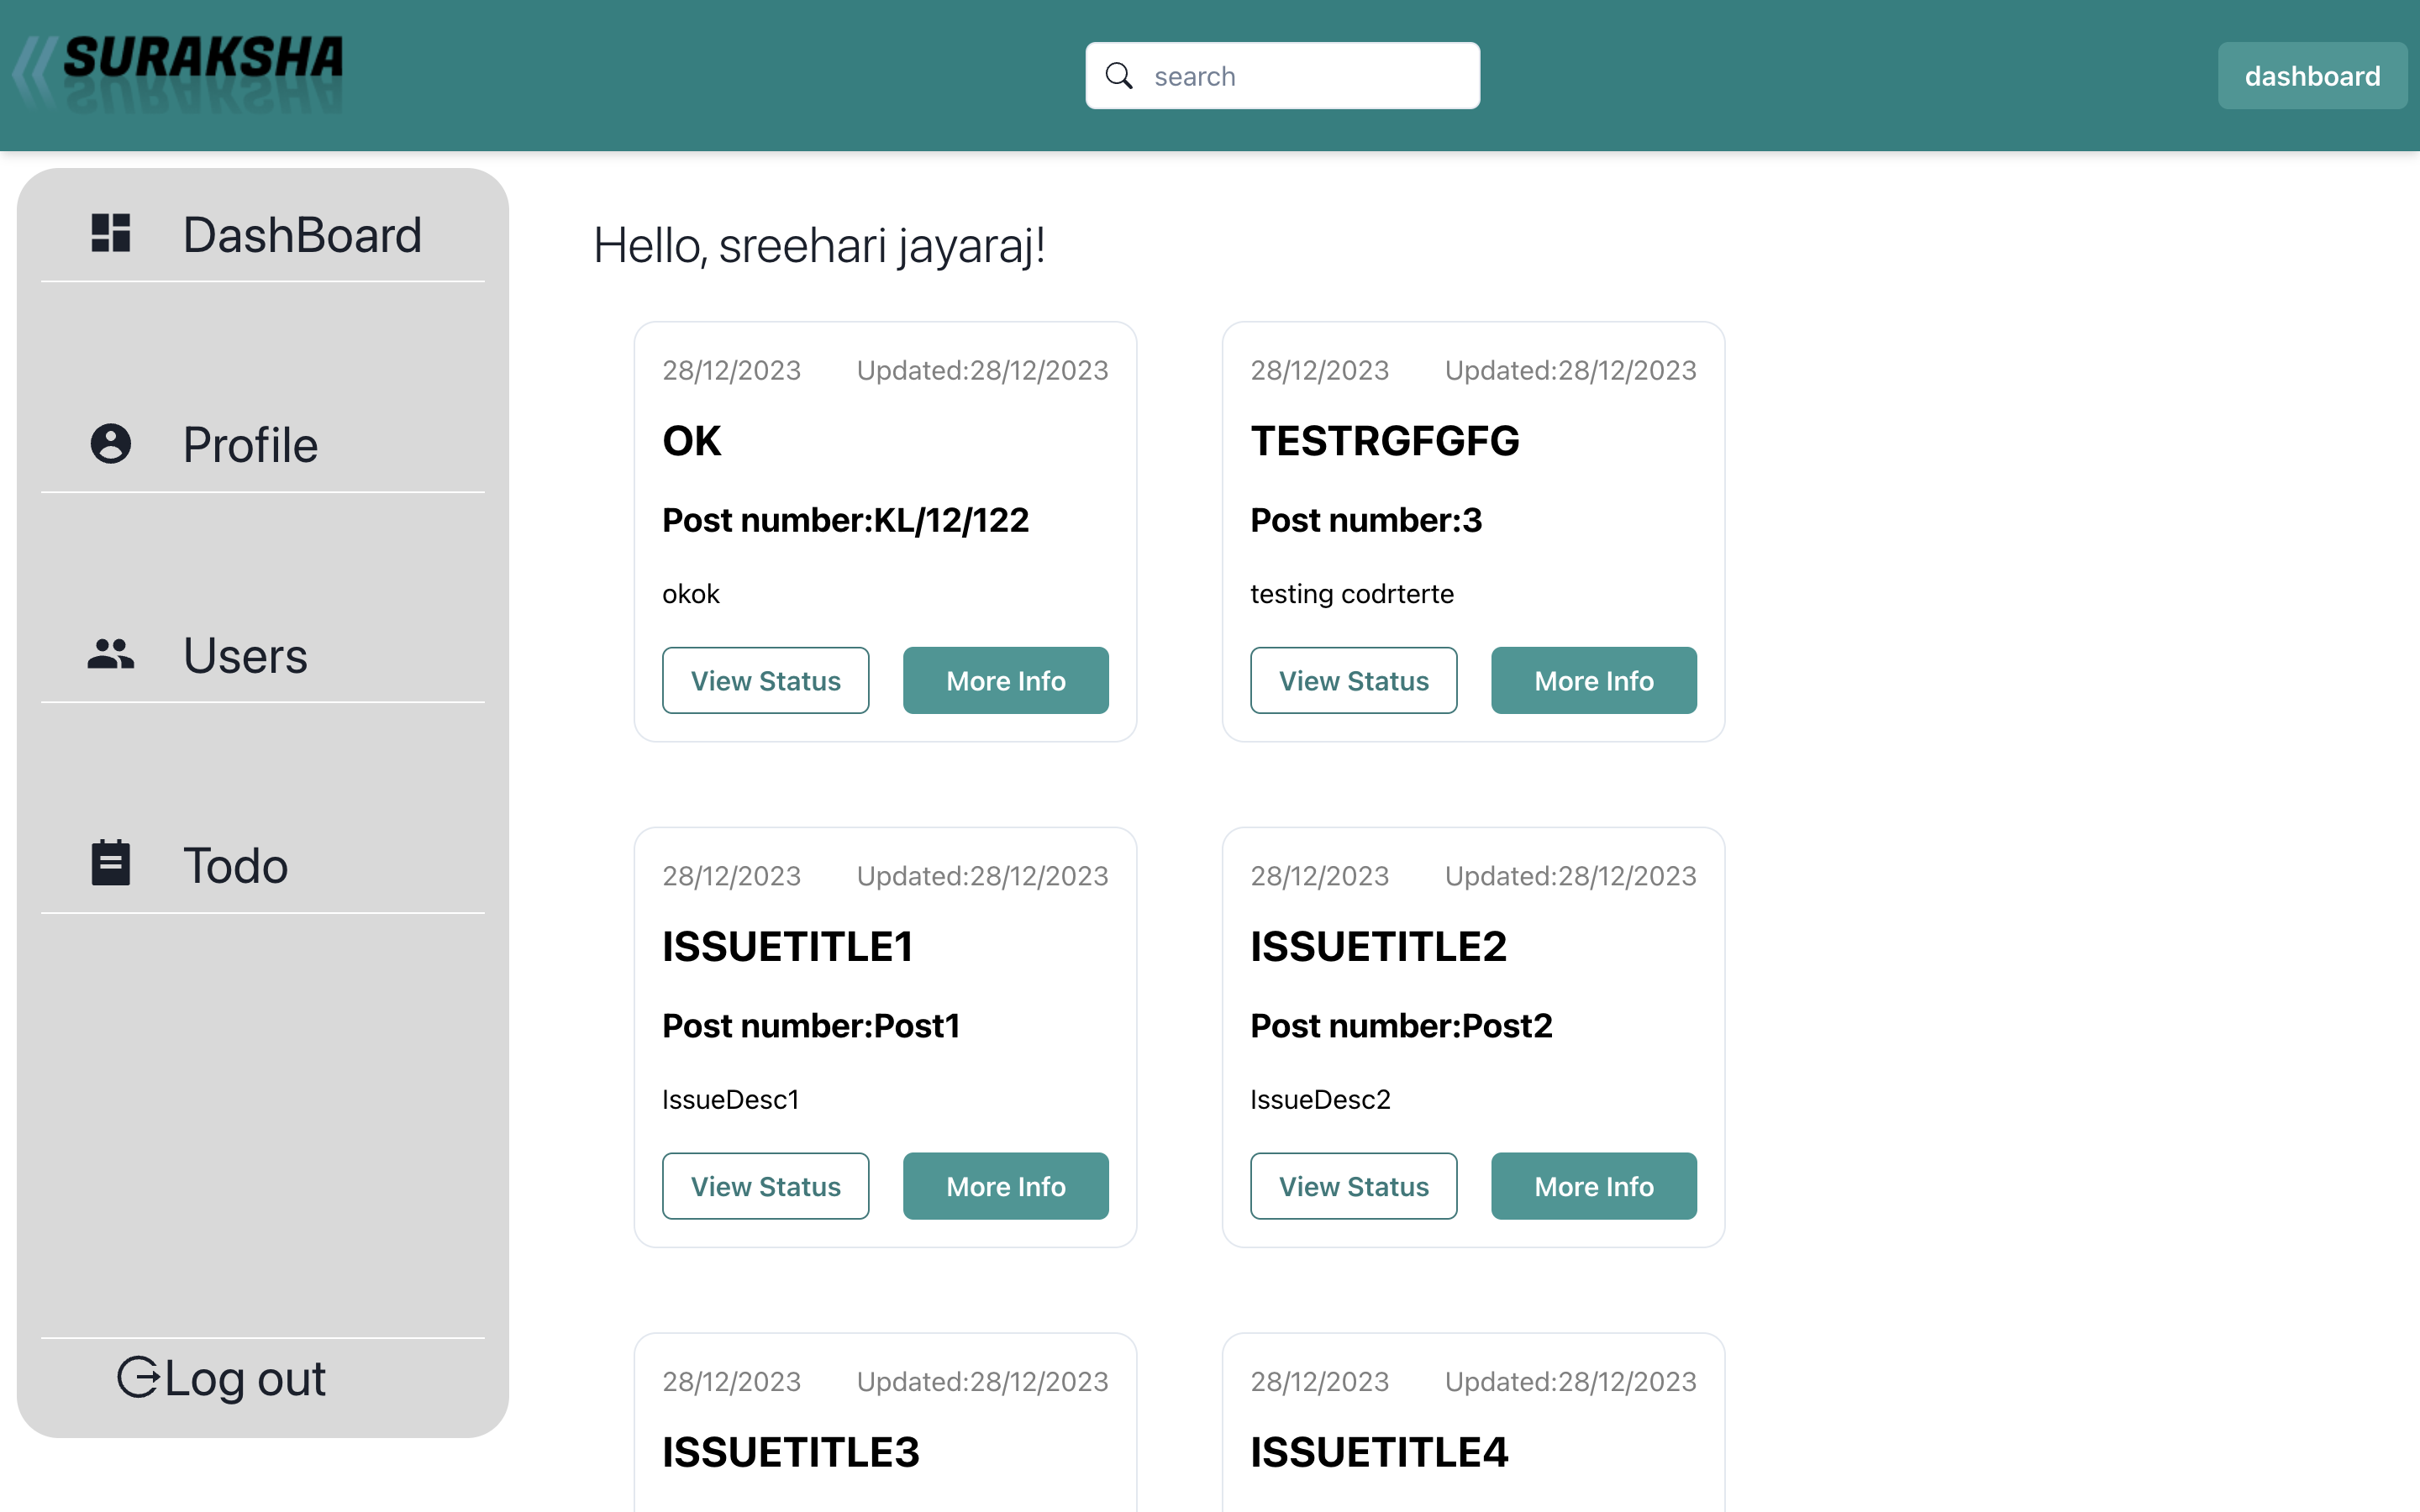 SURAKSHA
search
dashboard
DashBoard
Profile
Users
Todo
Log out
Hello, sreehari jayaraj!
28/12/2023 Updated:28/12/2023
OK
Post number:KL/12/122
okok
View Status More Info
28/12/2023 Updated:28/12/2023
TESTRGFGFG
Post number:3
testing codrterte
View Status More Info
28/12/2023 Updated:28/12/2023
ISSUETITLE1
Post number:Post1
IssueDesc1
View Status More Info
28/12/2023 Updated:28/12/2023
ISSUETITLE2
Post number:Post2
IssueDesc2
View Status More Info
28/12/2023 Updated:28/12/2023
ISSUETITLE3
28/12/2023 Updated:28/12/2023
ISSUETITLE4